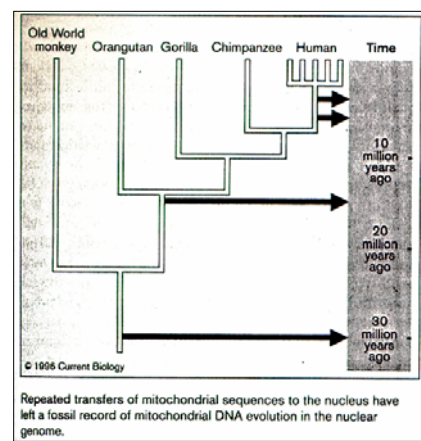 Old World
monkey Orangutan Gorilla Chimpanzee Human Time
10
million
years
ago
20
million
years
ago
30
million
years
ago
© 1996 Current Biology
Repeated transfers of mitochondrial sequences to the nucleus have
left a fossil record of mitochondrial DNA evolution in the nuclear
genome.